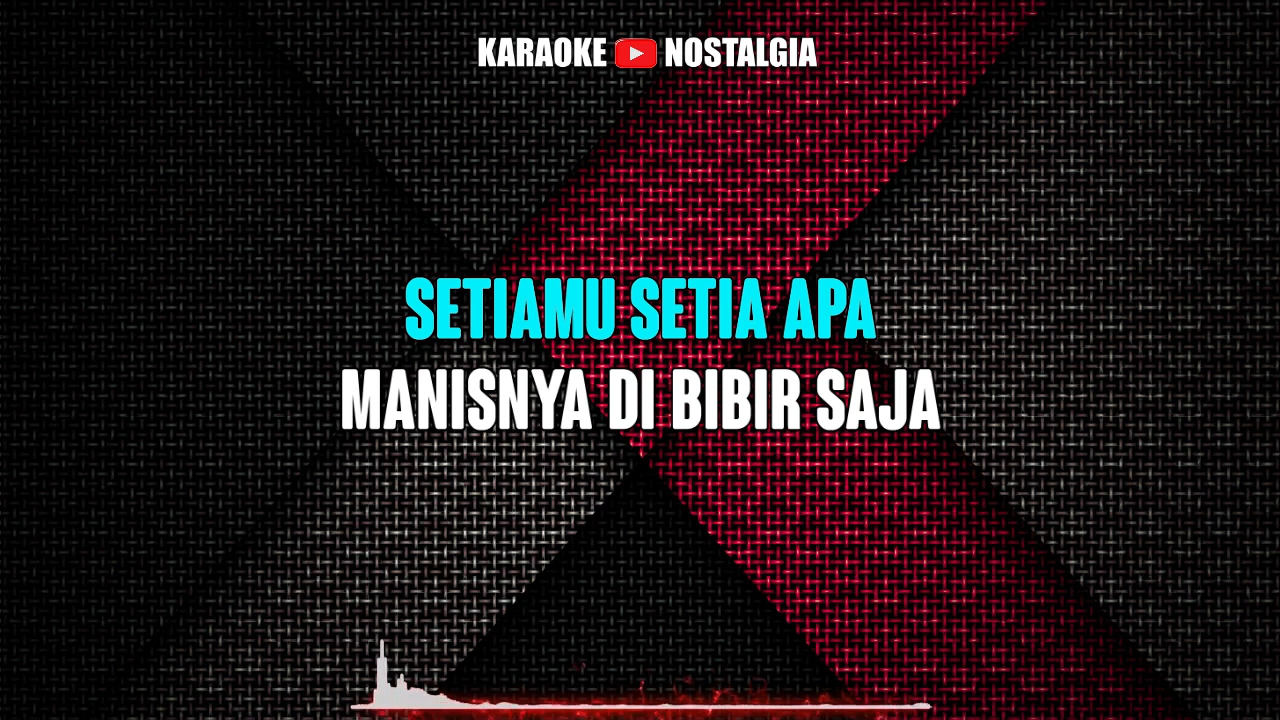 KARAOKE NOSTALGIA
SETIAMU SETIA APA
MANISNYA DI BIBIR SAJA